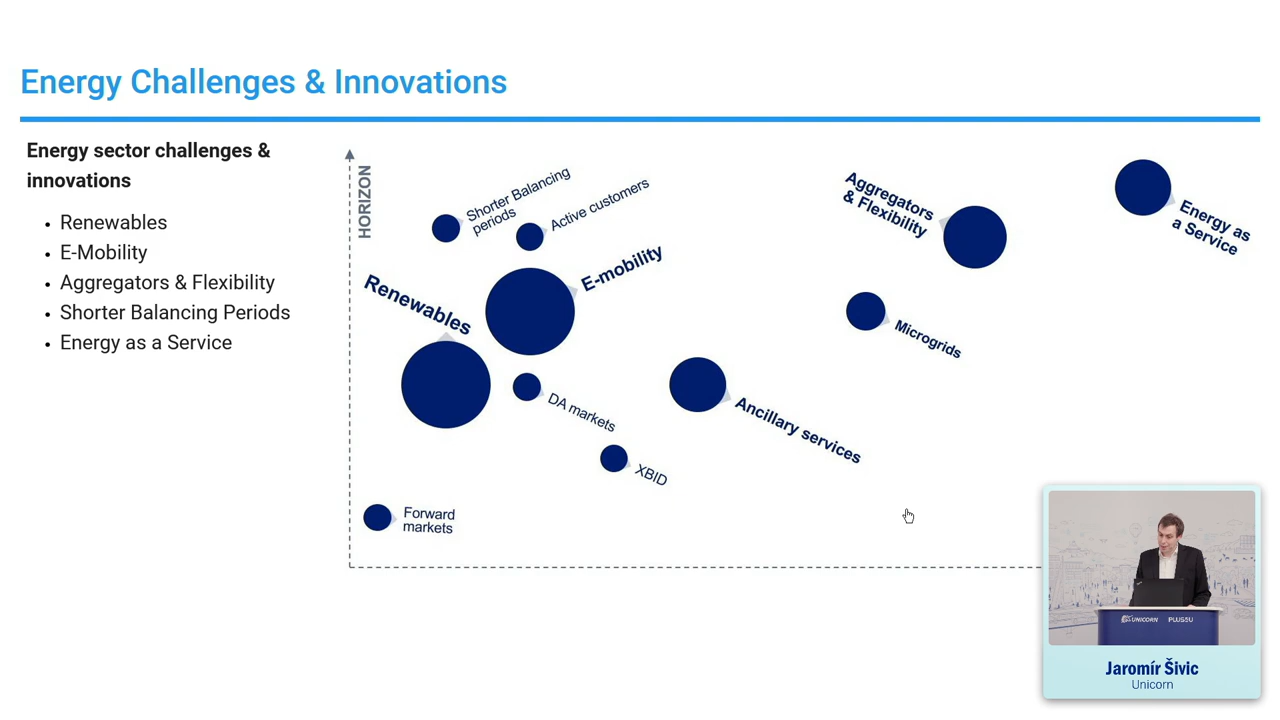 Energy Challenges & Innovations
Energy sector challenges &
innovations
Renewables
E-Mobility
Aggregators & Flexibility
Shorter Balancing Periods
Energy as a Service
HORIZON
Shorter Balancing
periods
Active customers
E-mobility
Renewables
DA markets
XBID
Forward
markets
Ancillary services
Aggregators
& Flexibility
Microgrids
Energy as
a Service
UNICORN PLUS4U
Jaromír Šivic
Unicorn